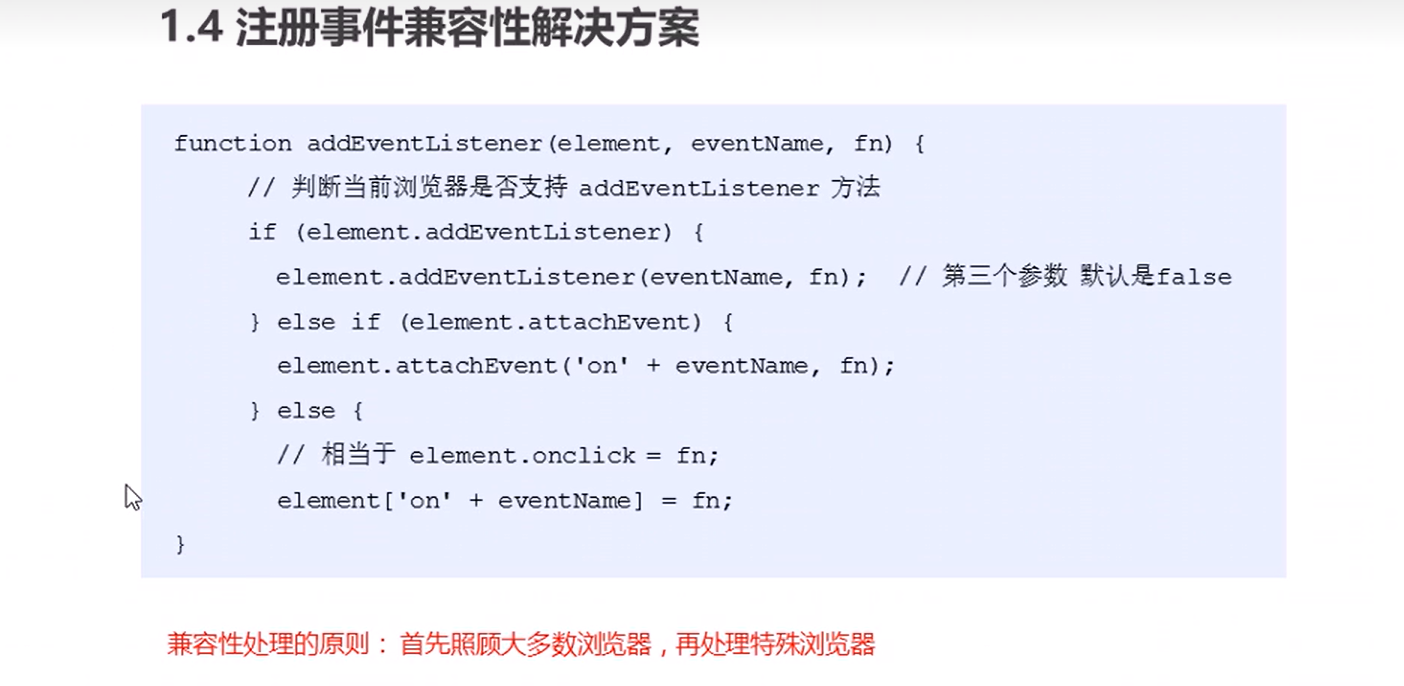 1.4 注册事件兼容性解决方案
function addEventListener(element, eventName, fn) {
// 判断当前浏览器是否支持 addEventListener 方法
if (element.addEventListener) {
element.addEventListener(eventName, fn); // 第三个参数 默认是false
} else if (element.attachEvent) {
element.attachEvent('on' + eventName, fn);
} else {
// 相当于 element.onclick = fn;
element['on' + eventName] = fn;
}
兼容性处理的原则： 首先照顾大多数浏览器，再处理特殊浏览器